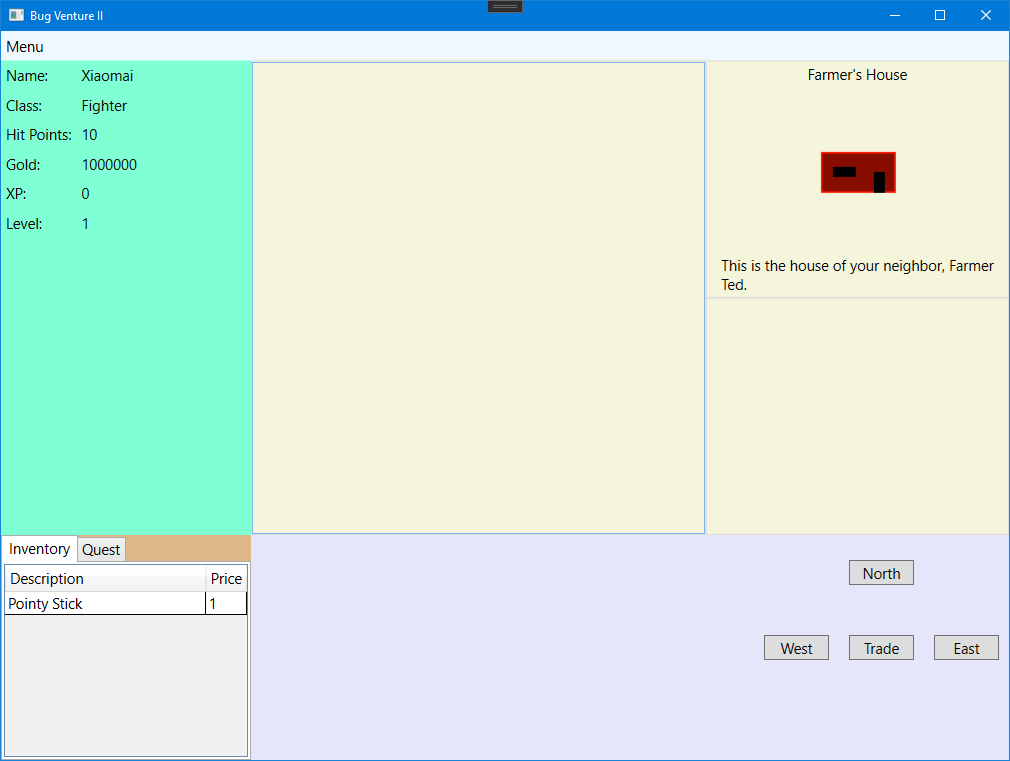 Bug Venture II
Menu
Name: Xiaomai
Class: Fighter
Hit Points: 10
Gold: 1000000
XP: 0
Level: 1
Farmer's House
This is the house of your neighbor, Farmer
Ted.
Inventory Quest
Description Price
Pointy Stick 1
North
West Trade East